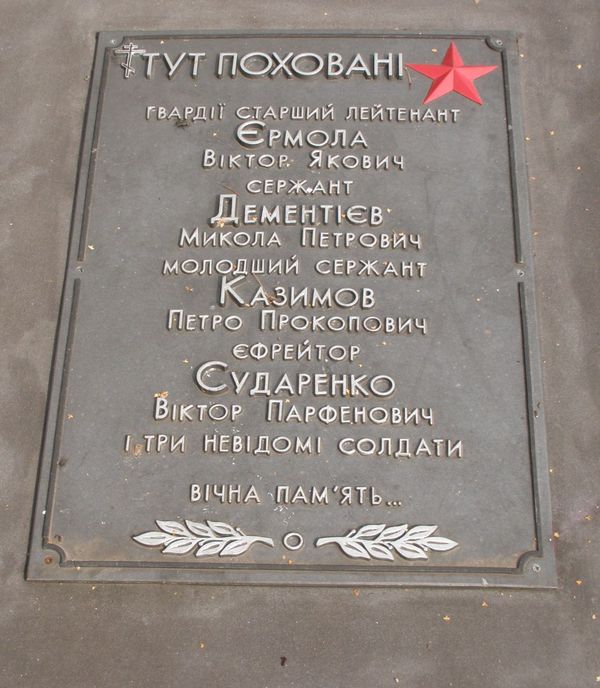 ТУТ ПОХОВАНІ
ГВАРДІЇ СТАРШИЙ ЛЕЙТЕНАНТ
ЄРМОЛА
ВІКТОР ЯКОВИЧ
СЕРЖАНТ
ДЕМЕНТІЄВ
МИКОЛА ПЕТРОВИЧ
МОЛОДШИЙ СЕРЖАНТ
КАЗИМОВ
ПЕТРО ПРОКОПОВИЧ
ЄФРЕЙТОР
СУДАРЕНКО
ВІКТОР ПАРФЕНОВИЧ
І ТРИ НЕВІДОМІ СОЛДАТИ
ВІЧНА ПАМ'ЯТЬ...